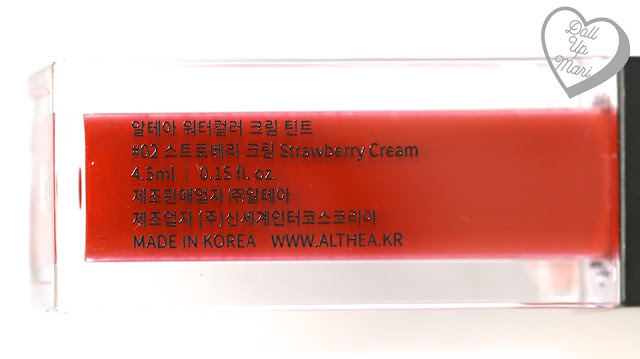 알테아 워터컬러 크림 틴트
#02 스트로베리 크림 Strawberry Cream
4.5ml | 0.15 fl. oz.
제조판매업자 ㈜알테아
제조업자 (주)신세계인터코스코리아
MADE IN KOREA WWW.ALTHEA.KR
Doll
Up
Mari